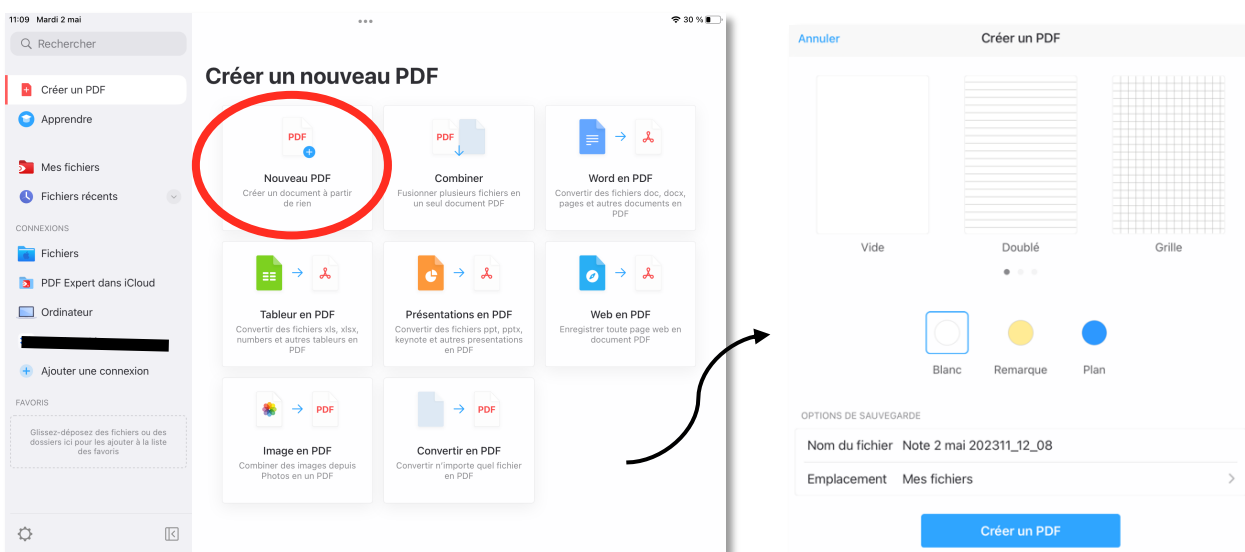 11:09 Mardi 2 mai
30 %
Rechercher
Créer un PDF
Apprendre
Mes fichiers
Fichiers récents
CONNEXIONS
Fichiers
PDF Expert dans iCloud
Ordinateur
Ajouter une connexion
FAVORIS
Glissez-déposez des fichiers ou des
dossiers ici pour les ajouter à la liste
des favoris
Créer un nouveau PDF
PDF
Nouveau PDF
Créer un document à partir
de rien
PDF
Combiner
Fusionner plusieurs fichiers en
un seul document PDF
Word en PDF
Convertir des fichiers doc, docx,
pages et autres documents en
PDF
Tableur en PDF
Convertir des fichiers xls, xlsx,
numbers et autres tableurs en
PDF
Présentations en PDF
Convertir des fichiers ppt, pptx,
keynote et autres presentations
en PDF
Web en PDF
Enregistrer toute page web en
document PDF
PDF
Image en PDF
Combiner des images depuis
Photos en un PDF
PDF
Convertir en PDF
Convertir n'importe quel fichier
en PDF
Annuler
Créer un PDF
Vide
Doublé
Grille
Blanc
Remarque
Plan
OPTIONS DE SAUVEGARDE
Nom du fichier Note 2 mai 202311_12_08
Emplacement Mes fichiers
Créer un PDF